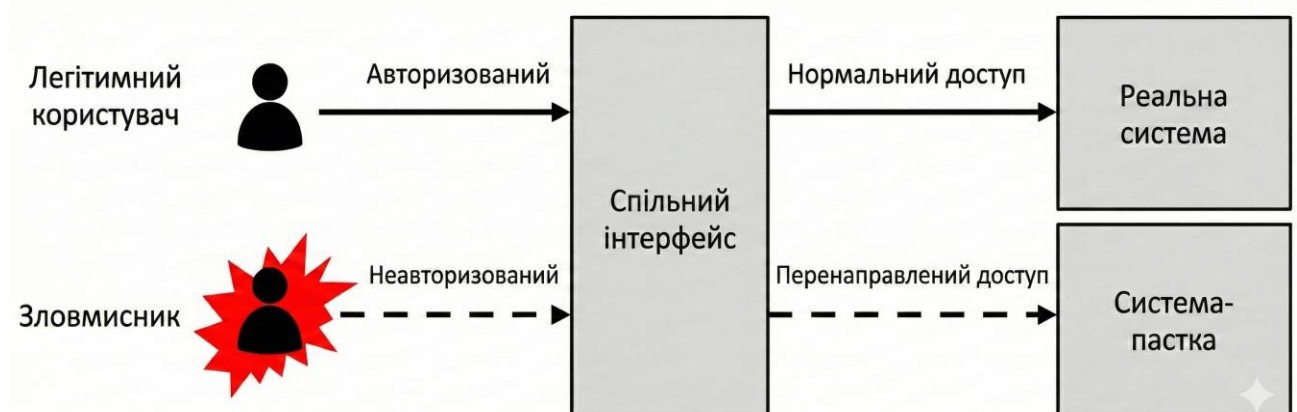 Легітимний
користувач
Авторизований
Спільний
інтерфейс
Нормальний доступ
Реальна
система
Зловмисник
Неавторизований
Перенаправлений доступ
Система-
пастка